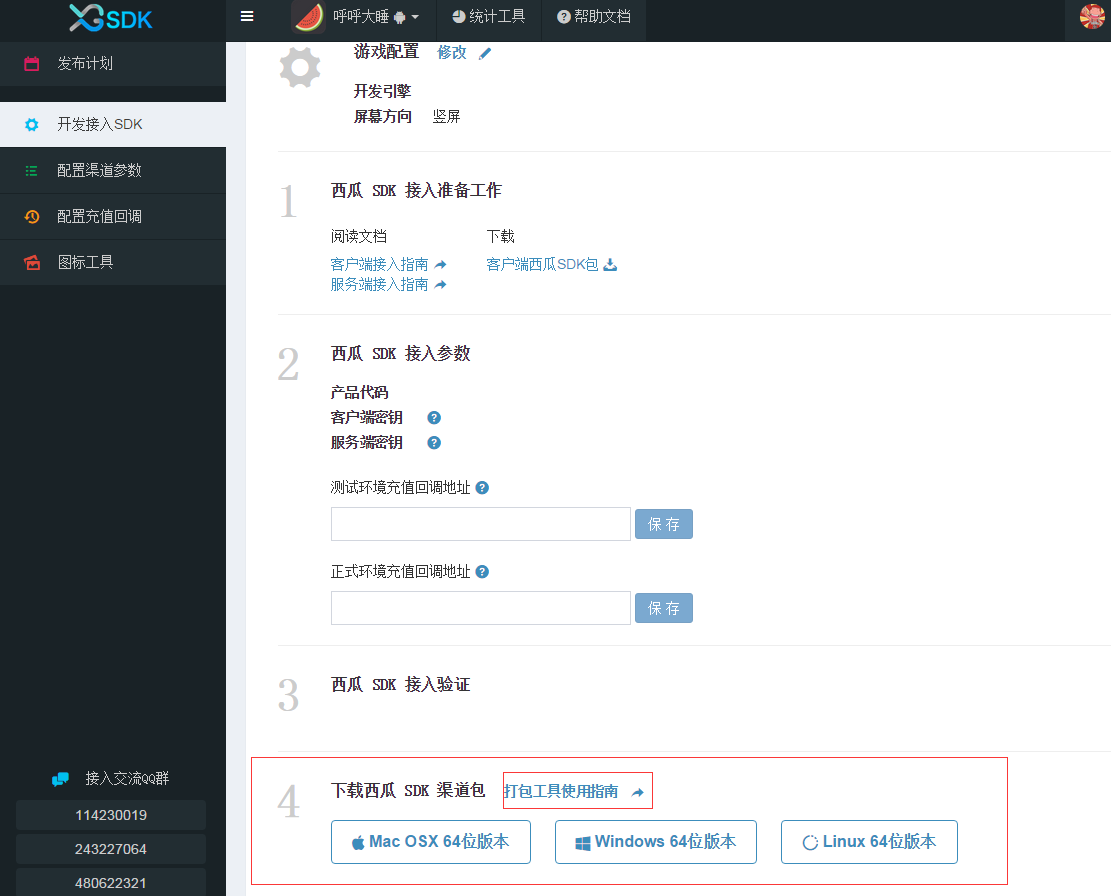 XGSDK
呼呼大睡
统计工具
帮助文档
发布计划
开发接入SDK
配置渠道参数
配置充值回调
图标工具
接入交流QQ群
114230019
243227064
480622321
游戏配置 修改
开发引擎
屏幕方向 竖屏
1
西瓜 SDK 接入准备工作
阅读文档 下载
客户端接入指南 客户端西瓜SDK包
服务端接入指南
2
西瓜 SDK 接入参数
产品代码
客户端密钥
服务端密钥
测试环境充值回调地址
保 存
正式环境充值回调地址
保 存
3
西瓜 SDK 接入验证
4
下载西瓜 SDK 渠道包 打包工具使用指南
Mac OSX 64位版本 Windows 64位版本 Linux 64位版本